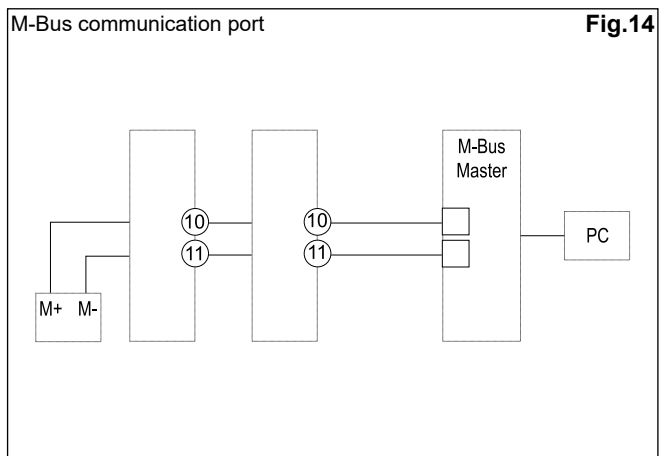 M-Bus communication port
Fig.14
M-Bus
Master
10
10
11
11
PC
M+ M-